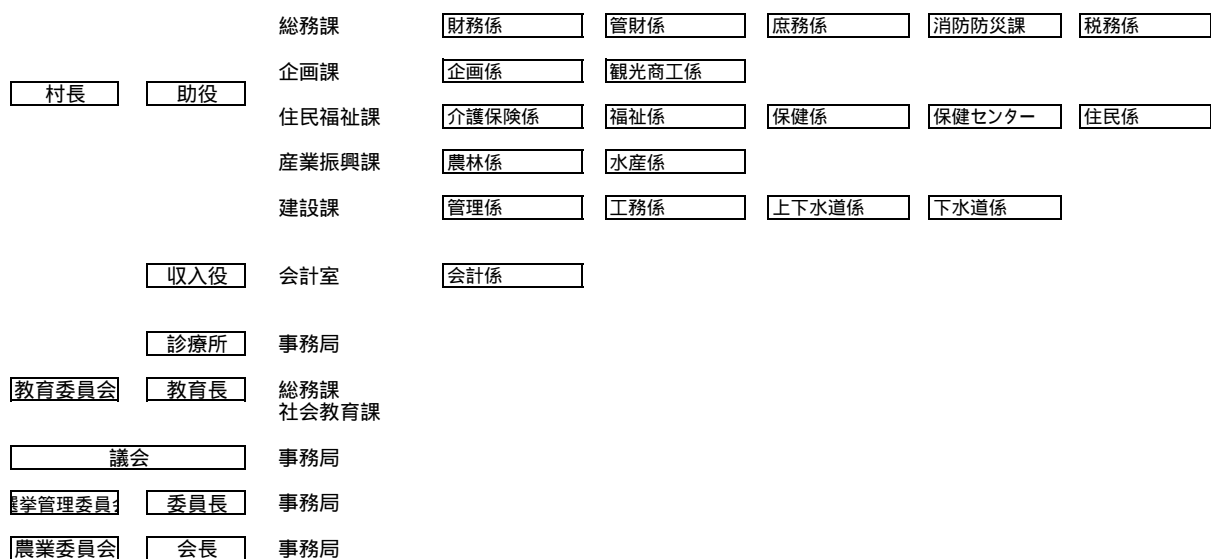 総務課 財務係 管財係 庶務係 消防防災課 税務係
企画課 企画係 観光商工係
村長 助役
住民福祉課 介護保険係 福祉係 保健係 保健センター 住民係
産業振興課 農林係 水産係
建設課 管理係 工務係 上下水道係 下水道係
収入役 会計室 会計係
診療所 事務局
教育委員会 教育長 総務課
社会教育課
議会 事務局
挙管理委員 委員長 事務局
農業委員会 会長 事務局